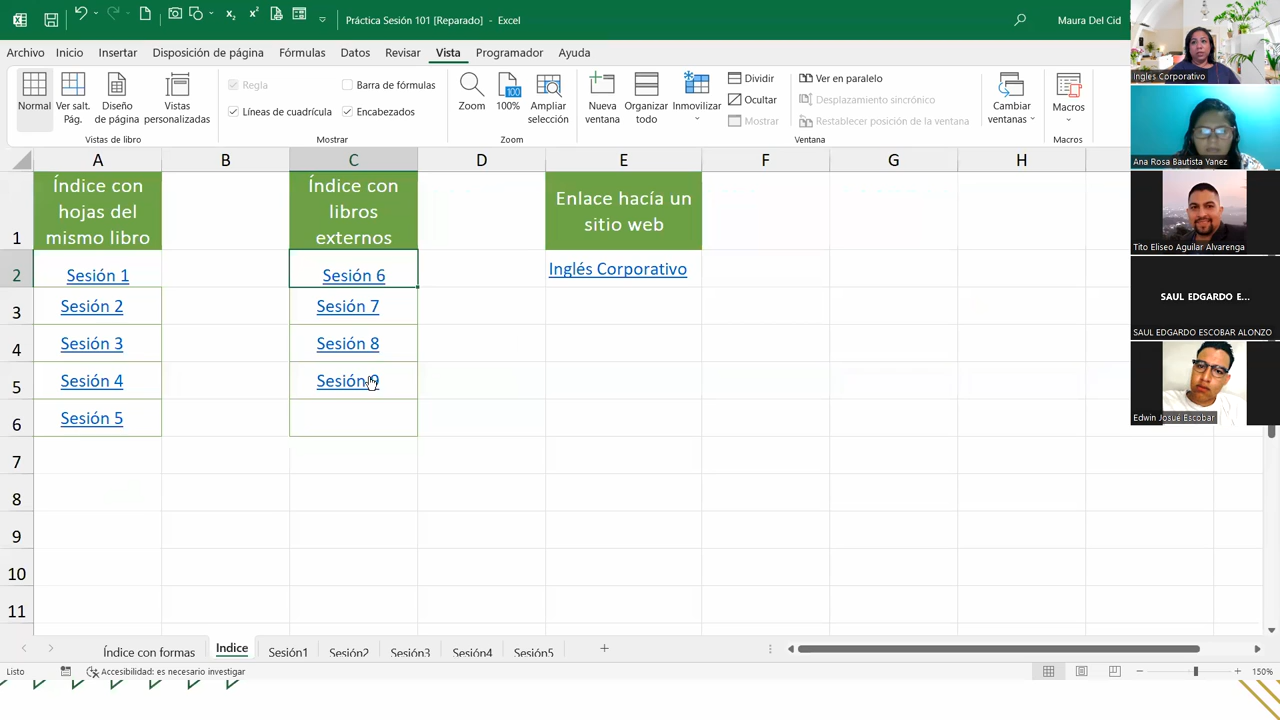 Práctica Sesión 101 [Reparado] - Excel
Maura Del Cid
Archivo Inicio Insertar Disposición de página Fórmulas Datos Revisar Vista Programador Ayuda
Normal
Ver salt. Pág.
Diseño de página
Vistas personalizadas
Vistas de libro
Regla
Barra de fórmulas
Líneas de cuadrícula
Encabezados
Mostrar
Zoom
100%
Ampliar selección
Zoom
Nueva ventana
Organizar todo
Inmovilizar
Dividir
Ocultar
Mostrar
Ver en paralelo
Desplazamiento sincrónico
Restablecer posición de la ventana
Ventana
Cambiar ventanas
Macros
Macros
A B C D E F G H
1
Índice con
hojas del
mismo libro
Índice con
libros
externos
Enlace hacía un
sitio web
2 Sesión 1 Sesión 6 Inglés Corporativo
3 Sesión 2 Sesión 7
4 Sesión 3 Sesión 8
5 Sesión 4 Sesión 9
6 Sesión 5
7
8
9
10
11
Índice con formas Indice Sesión1 Sesión2 Sesión3 Sesión4 Sesión5
Listo
Accesibilidad: es necesario investigar
150%
Ingles Corporativo
Ana Rosa Bautista Yanez
Tito Eliseo Aguilar Alvarenga
SAUL EDGARDO E...
SAUL EDGARDO ESCOBAR ALONZO
Edwin Josué Escobar